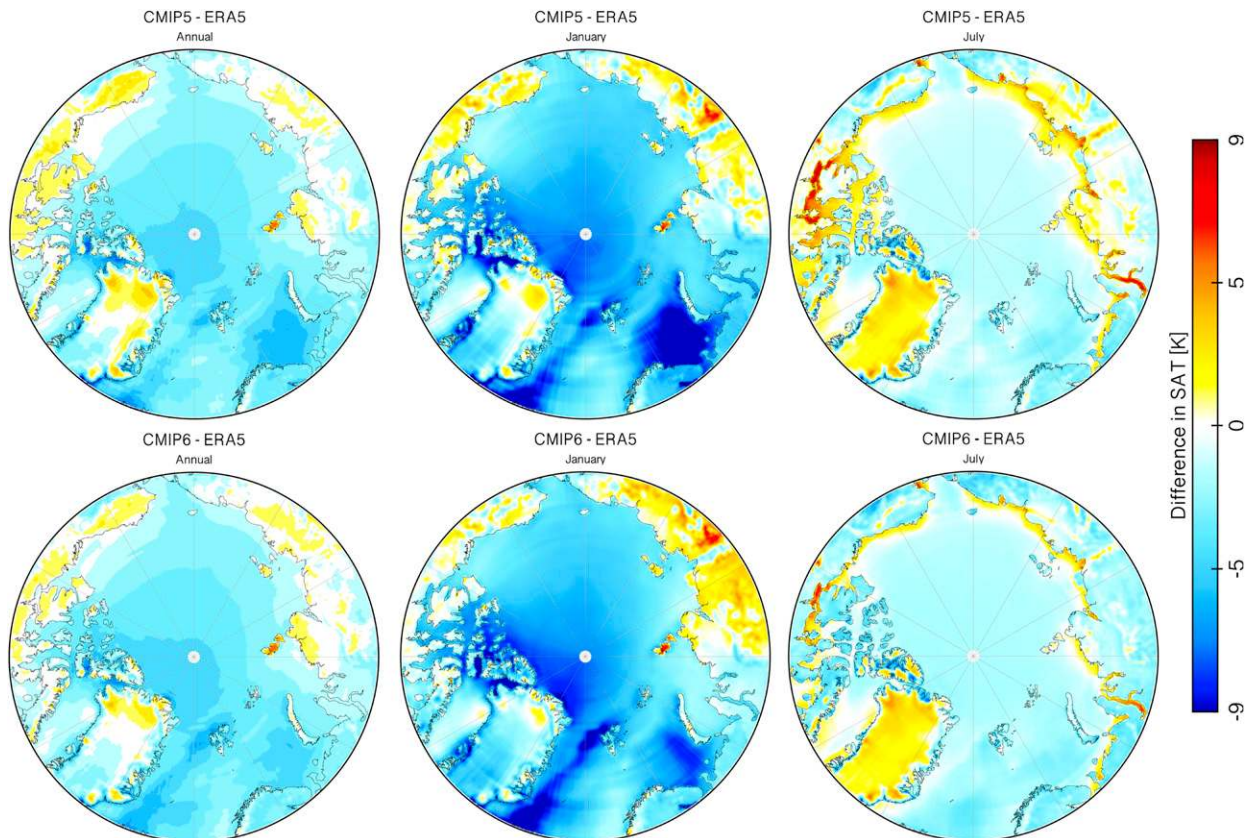 CMIP5 - ERA5
Annual
CMIP5 - ERA5
January
CMIP5 - ERA5
July
CMIP6 - ERA5
Annual
CMIP6 - ERA5
January
CMIP6 - ERA5
July
Difference in SAT [K]
9
5
0
-5
-9